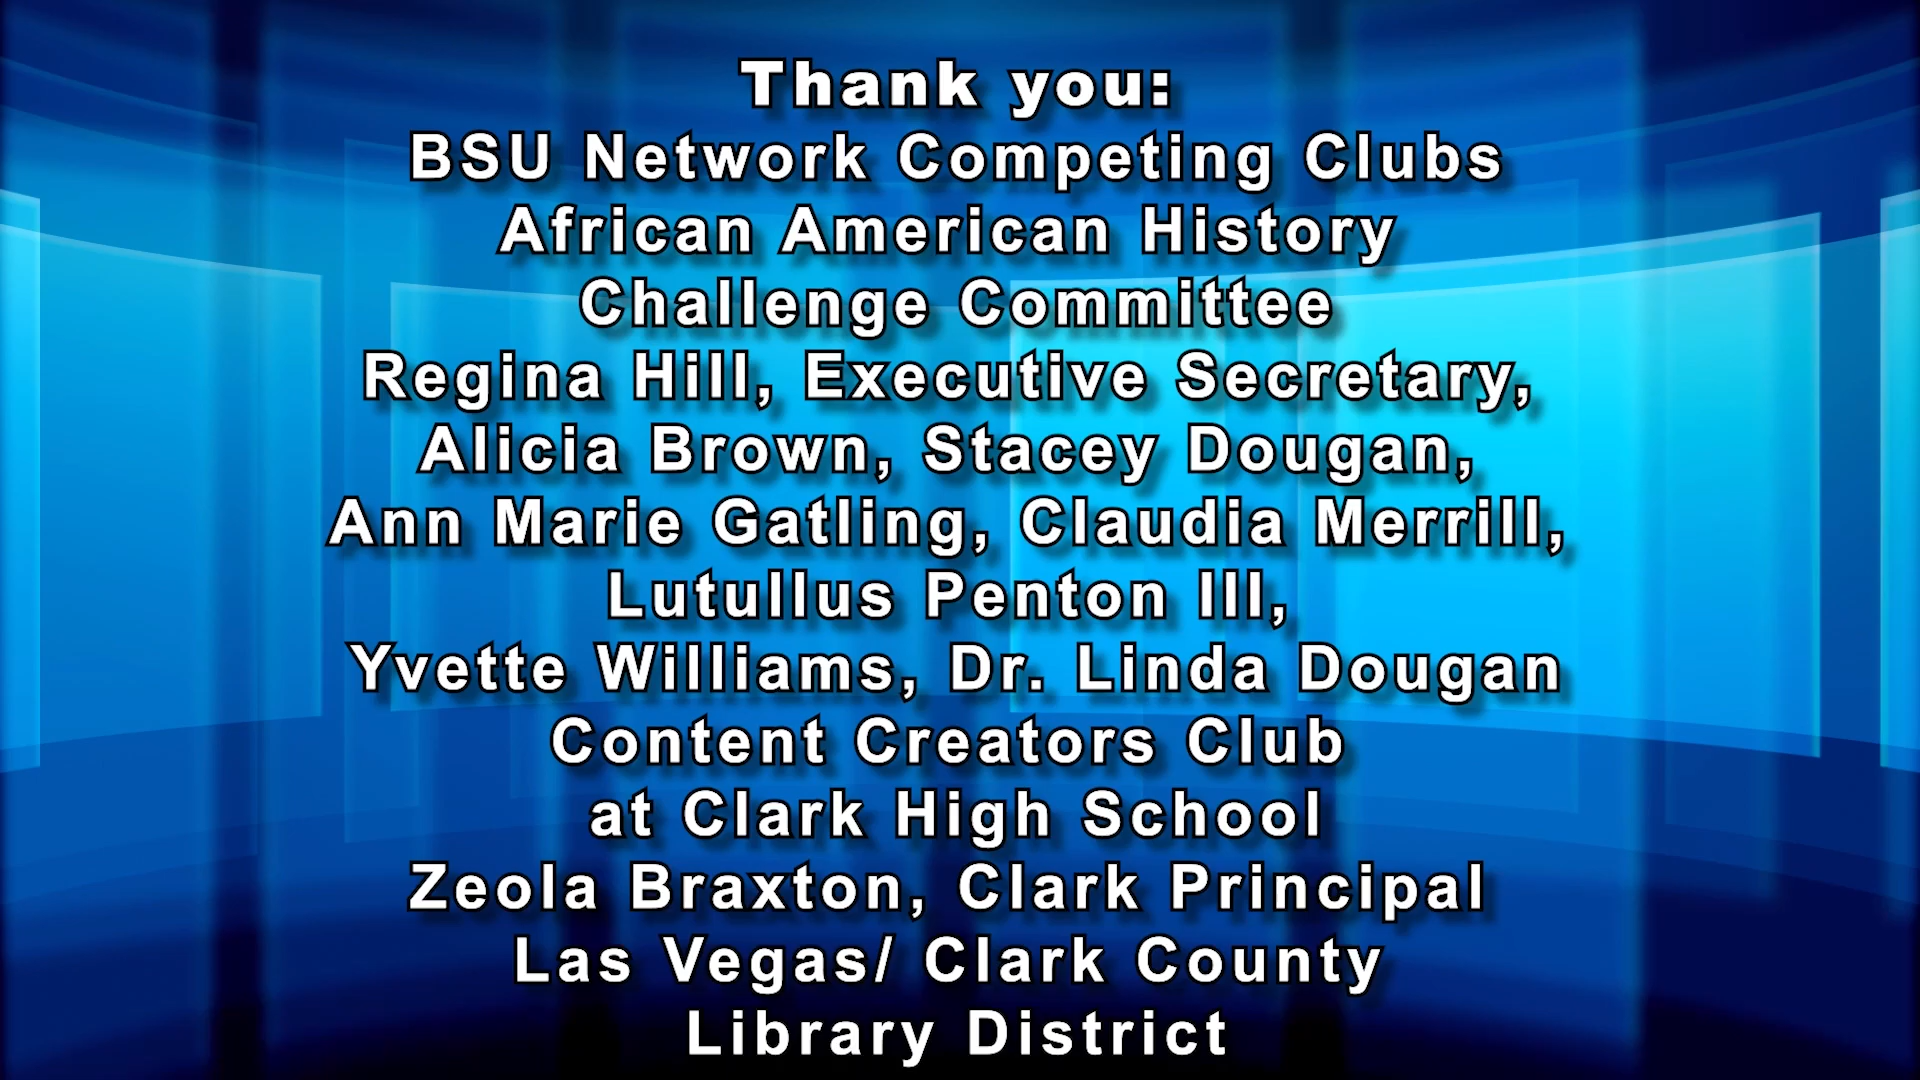 Thank you:
BSU Network Competing Clubs
African American History
Challenge Committee
Regina Hill, Executive Secretary,
Alicia Brown, Stacey Dougan,
Ann Marie Gatling, Claudia Merrill,
Lutullus Penton III,
Yvette Williams, Dr. Linda Dougan
Content Creators Club
at Clark High School
Zeola Braxton, Clark Principal
Las Vegas/ Clark County
Library District